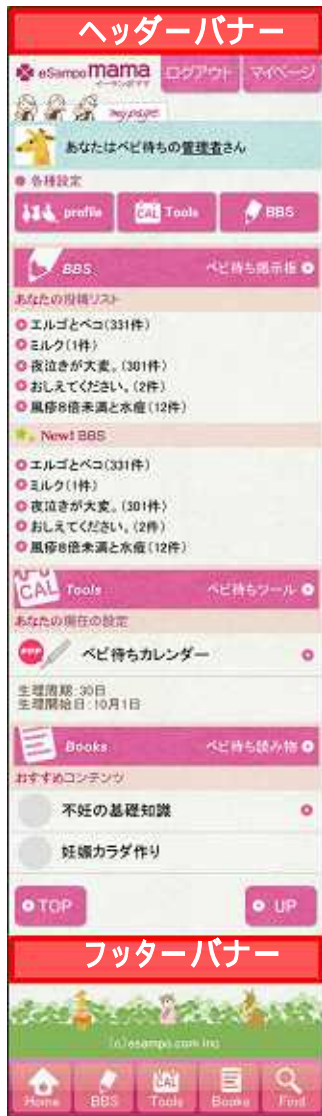 ヘッダーバナー
eSampo mama
イーサンポママ
ログアウト マイページ
my page
あなたはベビ待ちの管理者さん
各種設定
profile CAL Tools BBS
BBS ベビ待ち掲示板
あなたの投稿リスト
エルゴとベコ(331件)
ミルク(1件)
夜泣きが大変。(301件)
おしえてください。(2件)
風疹8倍未満と水痘(12件)
New! BBS
エルゴとベコ(331件)
ミルク(1件)
夜泣きが大変。(301件)
おしえてください。(2件)
風疹8倍未満と水痘(12件)
CAL Tools ベビ待ちツール
あなたの現在の設定
ベビ待ちカレンダー
生理周期:30日
生理開始日:10月1日
Books ベビ待ち読み物
おすすめコンテンツ
不妊の基礎知識
妊娠カラダ作り
TOP UP
フッターバナー
(c)esampo.com Inc
CAL
Home BBS Tools Books Find